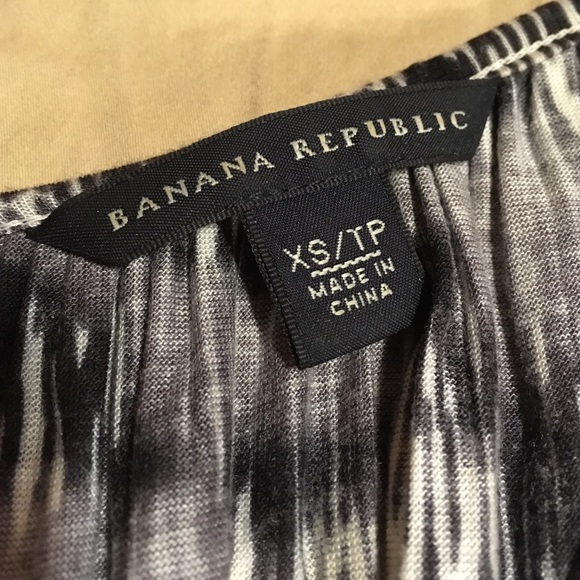 BANANA REPUBLIC
XS/TP
MADE IN
CHINA